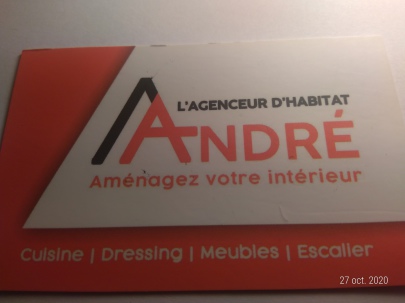 L'AGENCEUR D'HABITAT
ANDRÉ
Aménagez votre intérieur
Cuisine | Dressing | Meubles | Escalier
27 oct. 2020